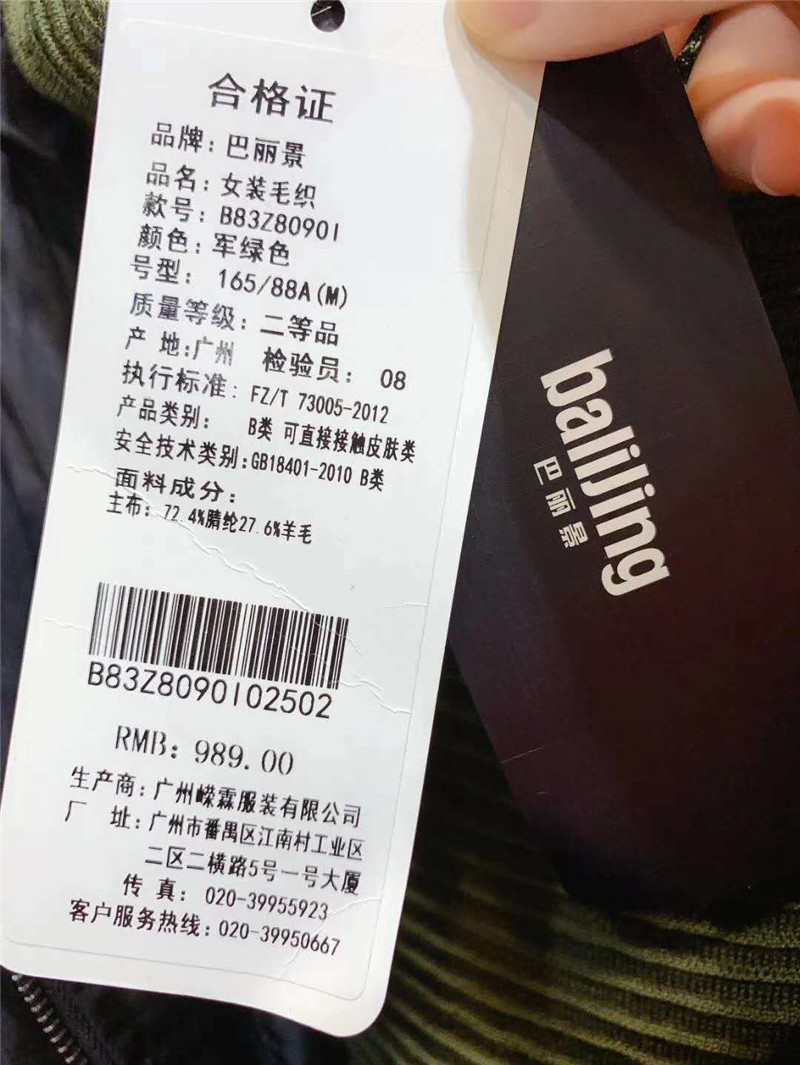 合格证
品牌：巴丽景
品名：女装毛织
款号：B83Z80901
颜色：军绿色
号型： 165/88A(M)
质量等级：二等品
产 地:广州 检验员： 08
执行标准：FZ/T 73005-2012
产品类别： B类 可直接接触皮肤类
安全技术类别:GB18401-2010 B类
面料成分：
主布：72.4%腈纶27.6%羊毛
B83Z8090102502
RMB: 989.00
生产商：广州嵘霖服装有限公司
厂 址：广州市番禺区江南村工业区
二区二横路5号一号大厦
传 真： 020-39955923
客户服务热线：020-39950667
balijing
巴丽景